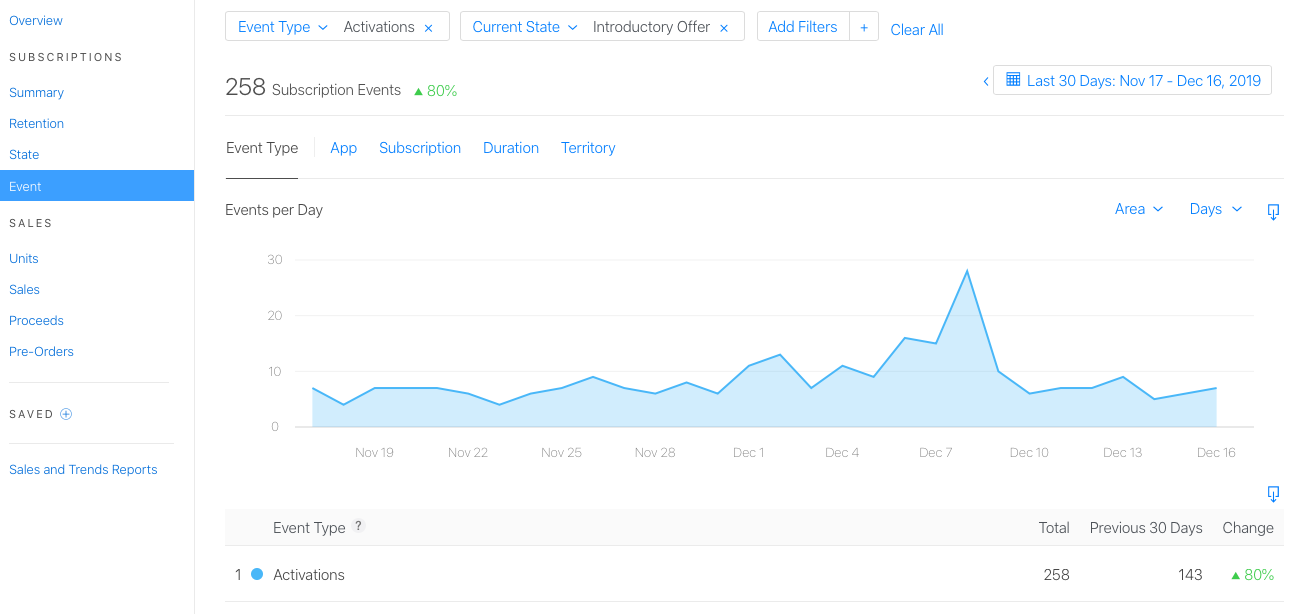 Overview
SUBSCRIPTIONS
Summary
Retention
State
Event
SALES
Units
Sales
Proceeds
Pre-Orders
SAVED
Sales and Trends Reports
Event Type Activations × Current State Introductory Offer × Add Filters + Clear All
258 Subscription Events ▲ 80%
‹ Last 30 Days: Nov 17 - Dec 16, 2019
Event Type App Subscription Duration Territory
Events per Day Area Days
30
20
10
0
Nov 19 Nov 22 Nov 25 Nov 28 Dec 1 Dec 4 Dec 7 Dec 10 Dec 13 Dec 16
Event Type ? Total Previous 30 Days Change
1 Activations 258 143 ▲ 80%